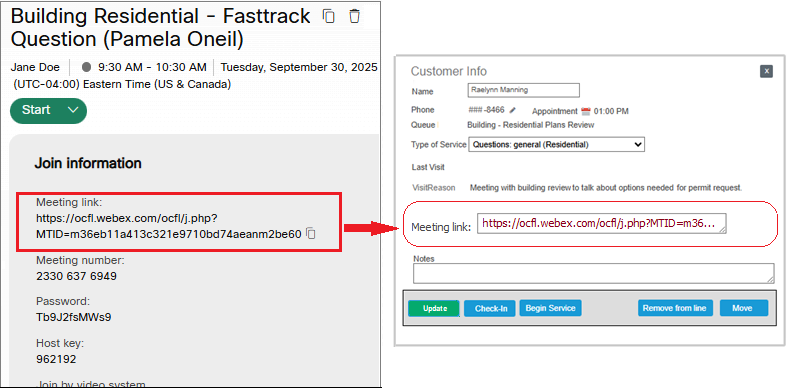 Building Residential - Fasttrack
Question (Pamela Oneil)
Jane Doe
9:30 AM - 10:30 AM
Tuesday, September 30, 2025
(UTC-04:00) Eastern Time (US & Canada)
Start
Join information
Meeting link:
https://ocfl.webex.com/ocfl/j.php?
MTID=m36eb11a413c321e9710bd74aeanm2be60
Meeting number:
2330 637 6949
Password:
Tb9J2fsMWs9
Host key:
962192
Join by video system
Customer Info
x
Name
Raelynn Manning
Phone
### -8466
Appointment
01:00 PM
Queue
Building - Residential Plans Review
Type of Service
Questions: general (Residential)
Last Visit
VisitReason
Meeting with building review to talk about options needed for permit request.
Meeting link:
https://ocfl.webex.com/ocfl/j.php?MTID=m36...
Notes
Update
Check-In
Begin Service
Remove from line
Move